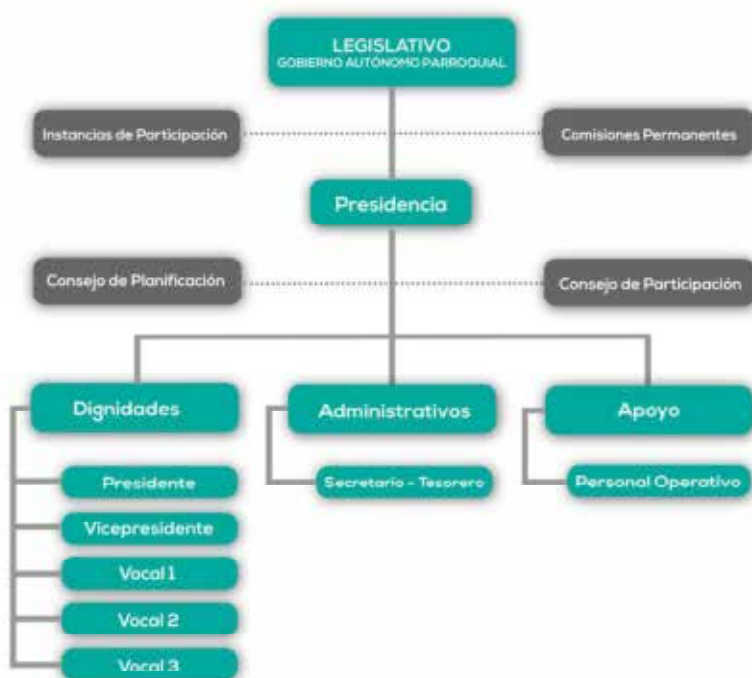 LEGISLATIVO
GOBIERNO AUTÓNOMO PARROQUIAL
Instancias de Participación
Comisiones Permanentes
Presidencia
Consejo de Planificación
Consejo de Participación
Dignidades
Administrativos
Apoyo
Presidente
Secretario - Tesorero
Personal Operativo
Vicepresidente
Vocal 1
Vocal 2
Vocal 3